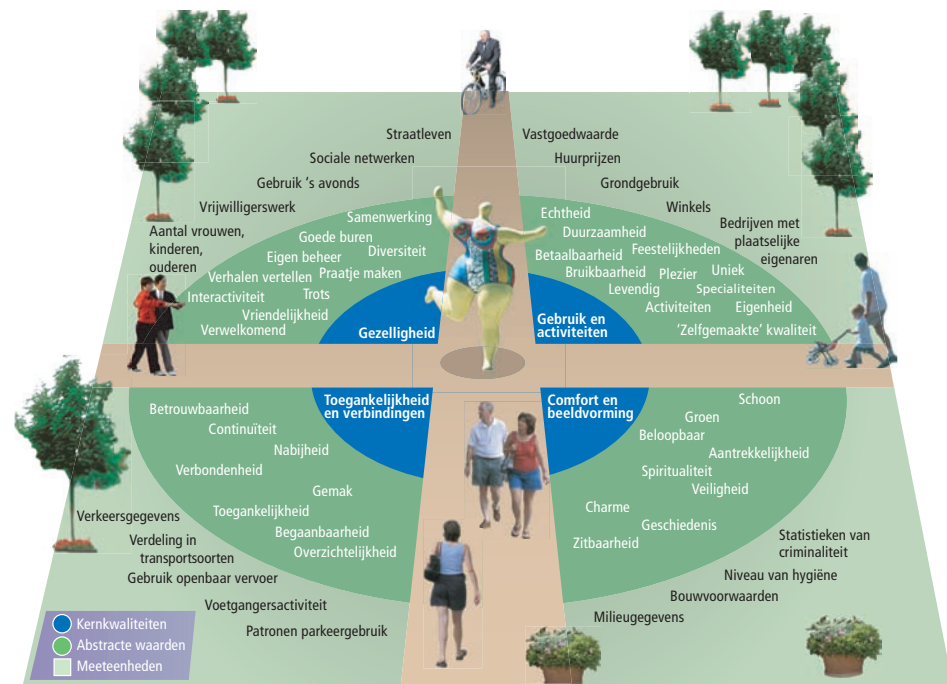 Straatleven
Sociale netwerken
Gebruik 's avonds
Vrijwilligerswerk
Aantal vrouwen,
kinderen,
ouderen
Samenwerking
Goede buren
Diversiteit
Eigen beheer
Verhalen vertellen
Praatje maken
Interactiviteit
Trots
Vriendelijkheid
Verwelkomend
Gezelligheid
Vastgoedwaarde
Huurprijzen
Grondgebruik
Winkels
Bedrijven met
plaatselijke
eigenaren
Echtheid
Duurzaamheid
Betaalbaarheid
Feestelijkheden
Bruikbaarheid
Plezier
Uniek
Levendig
Specialiteiten
Activiteiten
Eigenheid
'Zelfgemaakte' kwaliteit
Gebruik en
activiteiten
Toegankelijkheid
en verbindingen
Betrouwbaarheid
Continuïteit
Nabijheid
Verbondenheid
Gemak
Toegankelijkheid
Begaanbaarheid
Overzichtelijkheid
Verkeersgegevens
Verdeling in
transportsoorten
Gebruik openbaar vervoer
Voetgangersactiviteit
Patronen parkeergebruik
Comfort en
beeldvorming
Schoon
Groen
Beloopbaar
Aantrekkelijkheid
Spiritualiteit
Veiligheid
Charme
Geschiedenis
Zitbaarheid
Statistieken van
criminaliteit
Niveau van hygiëne
Bouwvoorwaarden
Milieugegevens
Kernkwaliteiten
Abstracte waarden
Meeteenheden